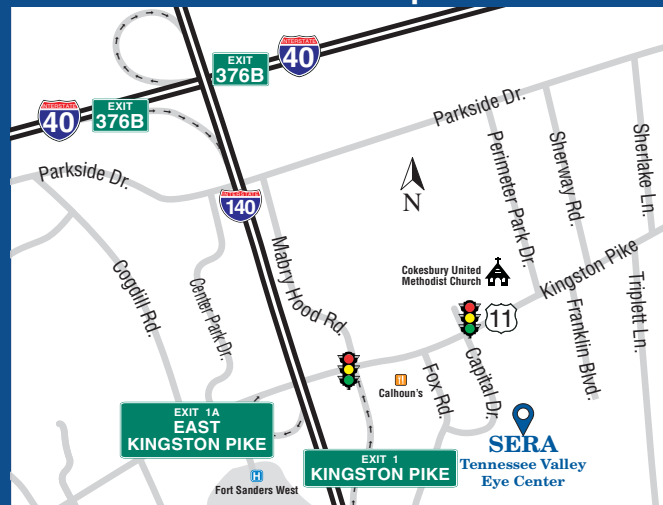 INTERSTATE
40
EXIT
376B
INTERSTATE
40
EXIT
376B
Parkside Dr.
Parkside Dr.
INTERSTATE
140
N
Perimeter Park Dr.
Sherway Rd.
Sherlake Ln.
Cogdill Rd.
Center Park Dr.
Mabry Hood Rd.
Cokesbury United
Methodist Church
Kingston Pike
11
Franklin Blvd.
Triplett Ln.
Calhoun's
Fox Rd.
Capital Dr.
EXIT 1A
EAST
KINGSTON PIKE
EXIT 1
KINGSTON PIKE
H
Fort Sanders West
SERA
Tennessee Valley
Eye Center